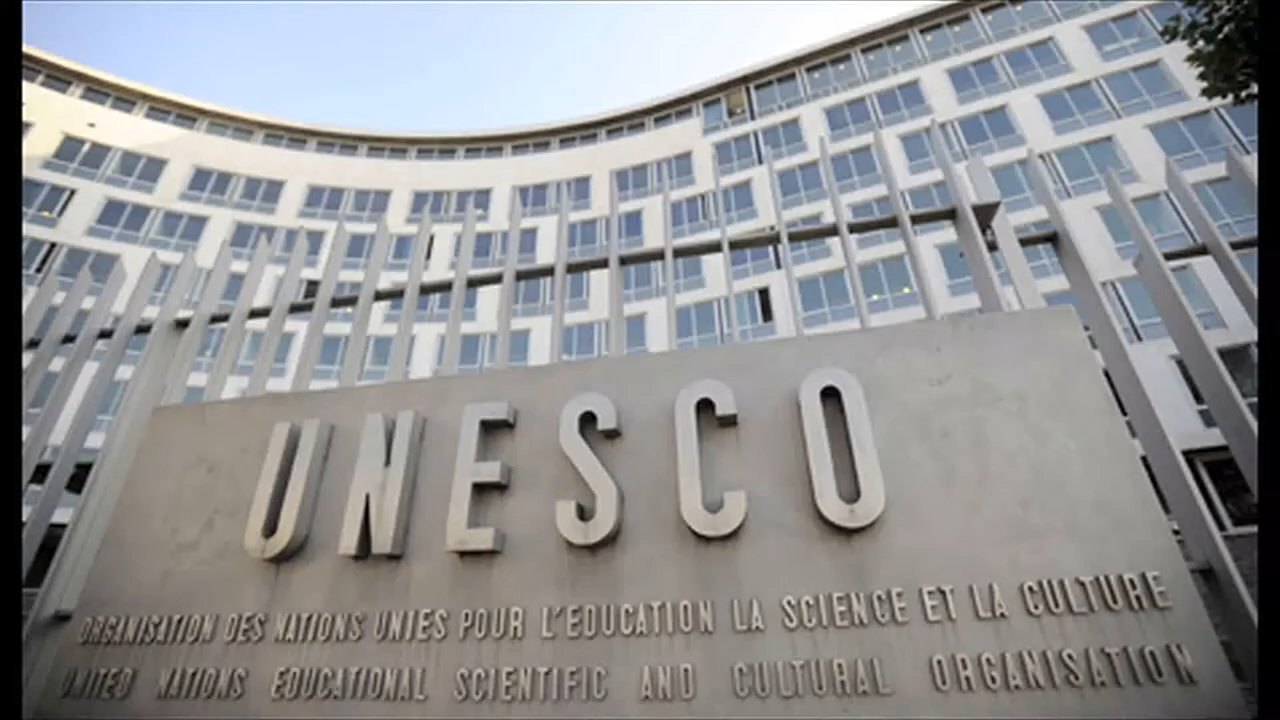 UNESCO
ORGANISATION DES NATIONS UNIES POUR L'EDUCATION LA SCIENCE ET LA CULTURE
UNITED NATIONS EDUCATIONAL SCIENTIFIC AND CULTURAL ORGANISATION